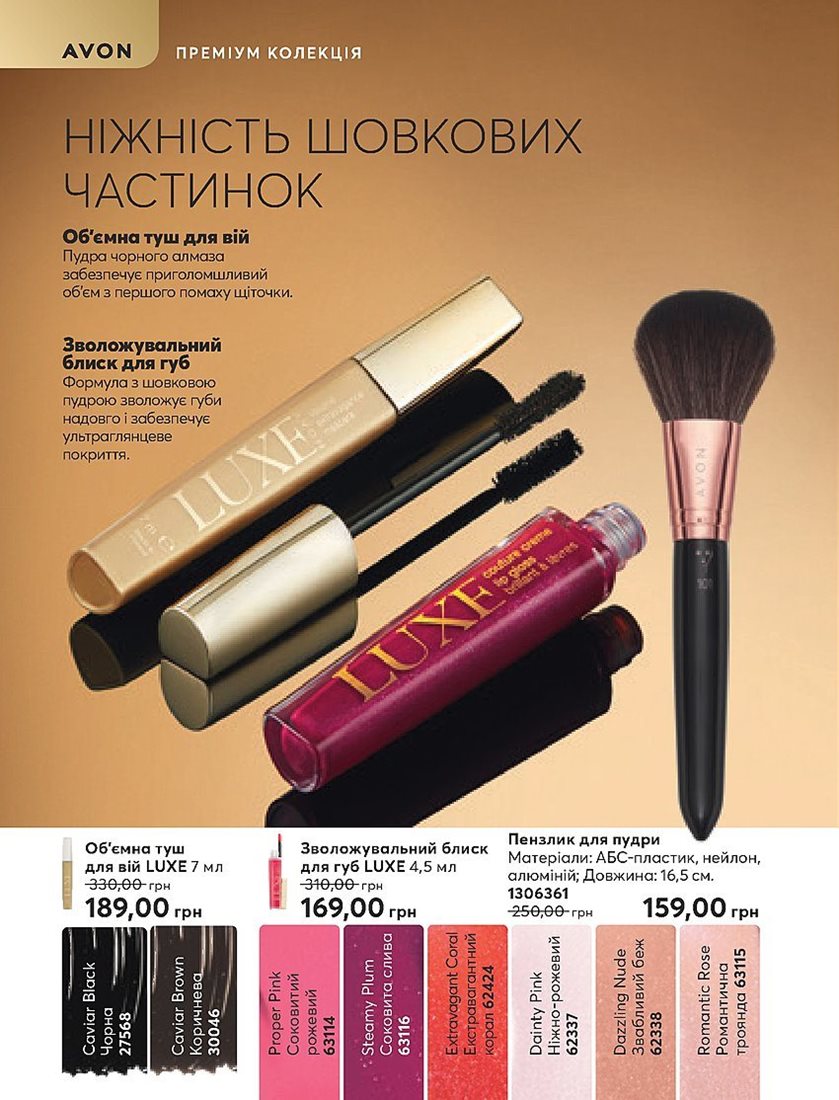 AVON
ПРЕМІУМ КОЛЕКЦІЯ
НІЖНІСТЬ ШОВКОВИХ
ЧАСТИНОК
Об'ємна туш для вій
Пудра чорного алмаза
забезпечує приголомшливий
об'єм з першого помаху щіточки.
Зволожувальний
блиск для губ
Формула з шовковою
пудрою зволожує губи
надовго і забезпечує
ультраглянцеве
покриття.
LUXE
LUXE
couture creme
lip gloss
brillant à lèvres
AVON
Об'ємна туш
для вій LUXE 7 мл
330,00 грн
189,00 грн
Зволожувальний блиск
для губ LUXE 4,5 мл
310,00 грн
169,00 грн
Пензлик для пудри
Матеріали: АБС-пластик, нейлон,
алюміній; Довжина: 16,5 см.
1306361
250,00 грн
159,00 грн
Caviar Black
Чорна
27568
Caviar Brown
Коричнева
30046
Proper Pink
Соковитий
рожевий
63114
Steamy Plum
Соковита слива
63116
Extravagant Coral
Екстравагантний
корал 62424
Dainty Pink
Ніжно-рожевий
62337
Dazzling Nude
Звабливий беж
62338
Romantic Rose
Романтична
троянда 63115